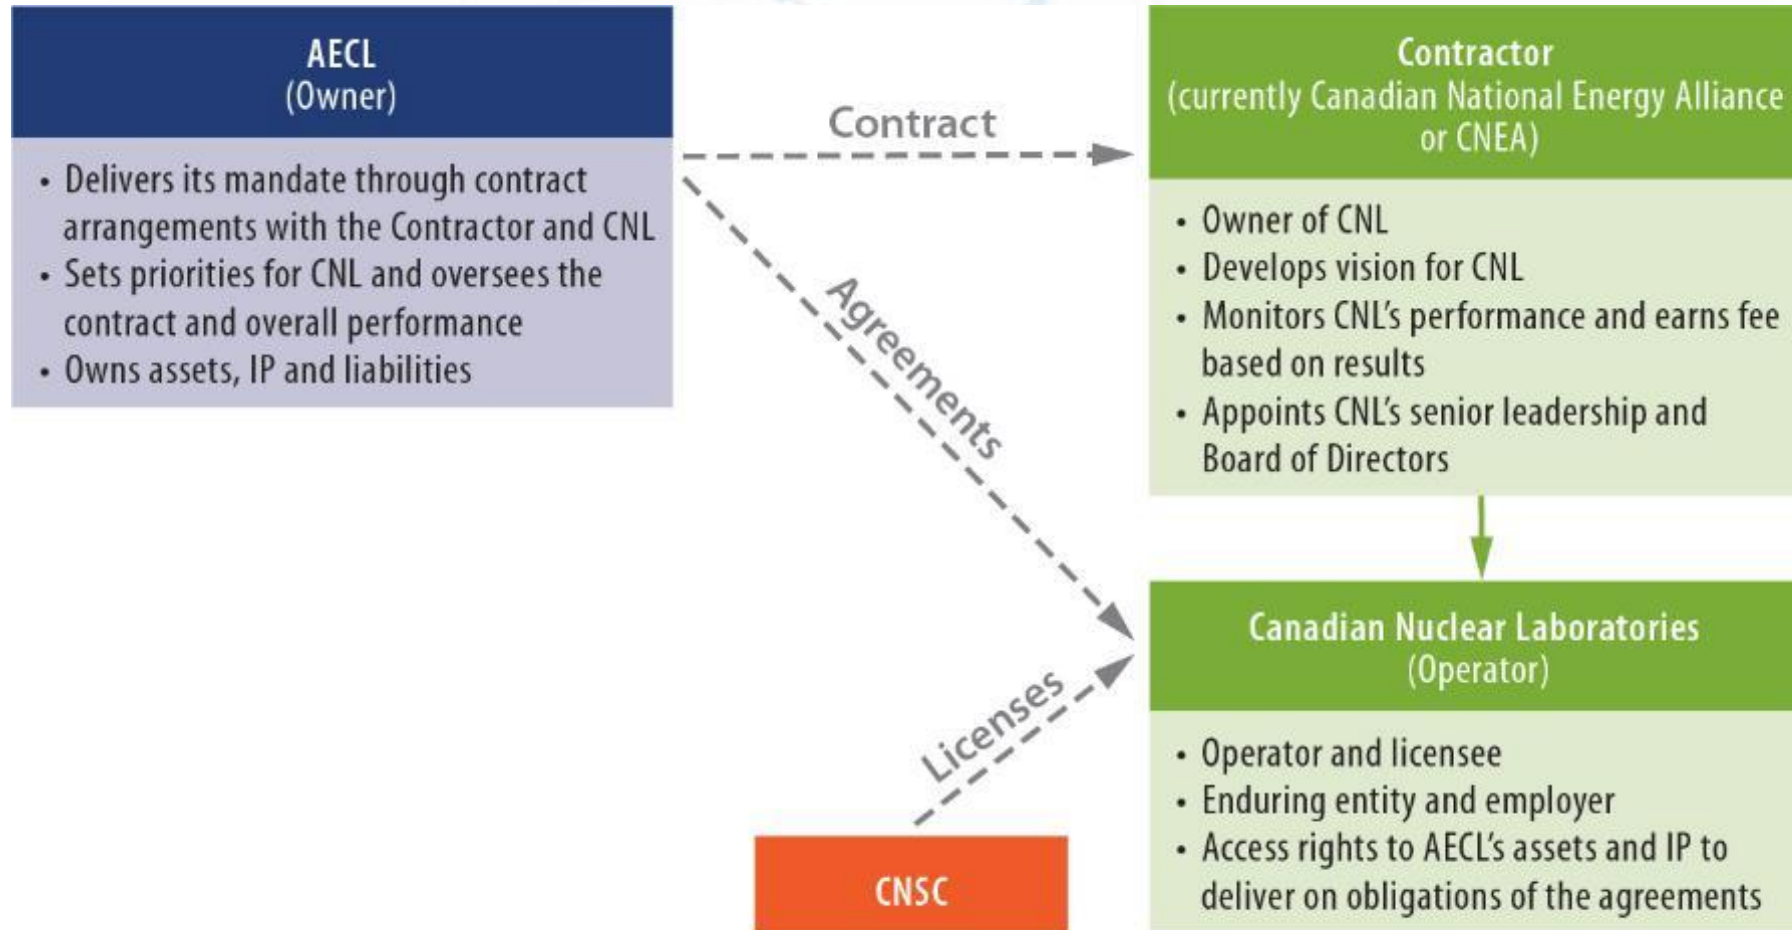 AECL
(Owner)
• Delivers its mandate through contract
arrangements with the Contractor and CNL
• Sets priorities for CNL and oversees the
contract and overall performance
• Owns assets, IP and liabilities
Contract
Agreements
Licenses
CNSC
Contractor
(currently Canadian National Energy Alliance
or CNEA)
• Owner of CNL
• Develops vision for CNL
• Monitors CNL’s performance and earns fee
based on results
• Appoints CNL’s senior leadership and
Board of Directors
Canadian Nuclear Laboratories
(Operator)
• Operator and licensee
• Enduring entity and employer
• Access rights to AECL’s assets and IP to
deliver on obligations of the agreements